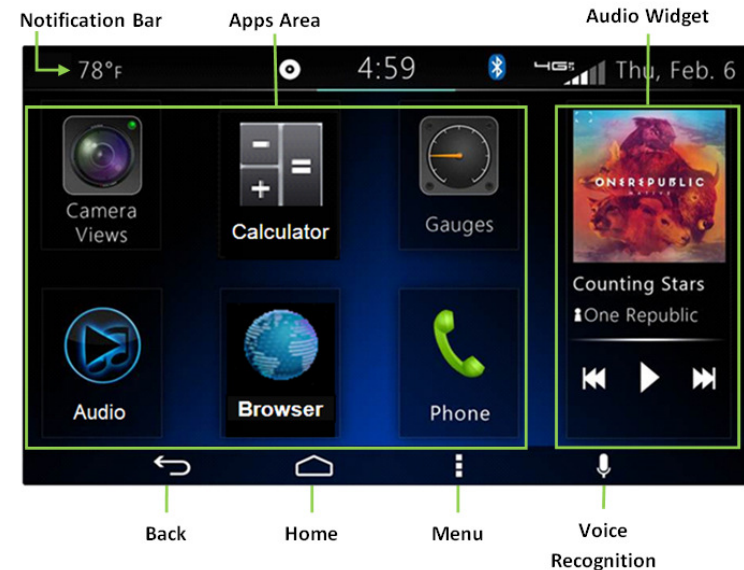 Notification Bar
Apps Area
Audio Widget
78°F
4:59
4G
Thu, Feb. 6
Camera
Views
Calculator
Gauges
ONEREPUBLIC
NATIVE
Counting Stars
One Republic
Audio
Browser
Phone
Back
Home
Menu
Voice
Recognition